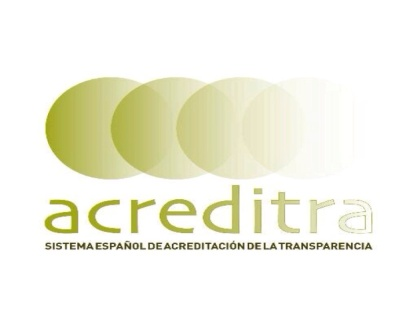 acreditra
SISTEMA ESPAÑOL DE ACREDITACIÓN DE LA TRANSPARENCIA